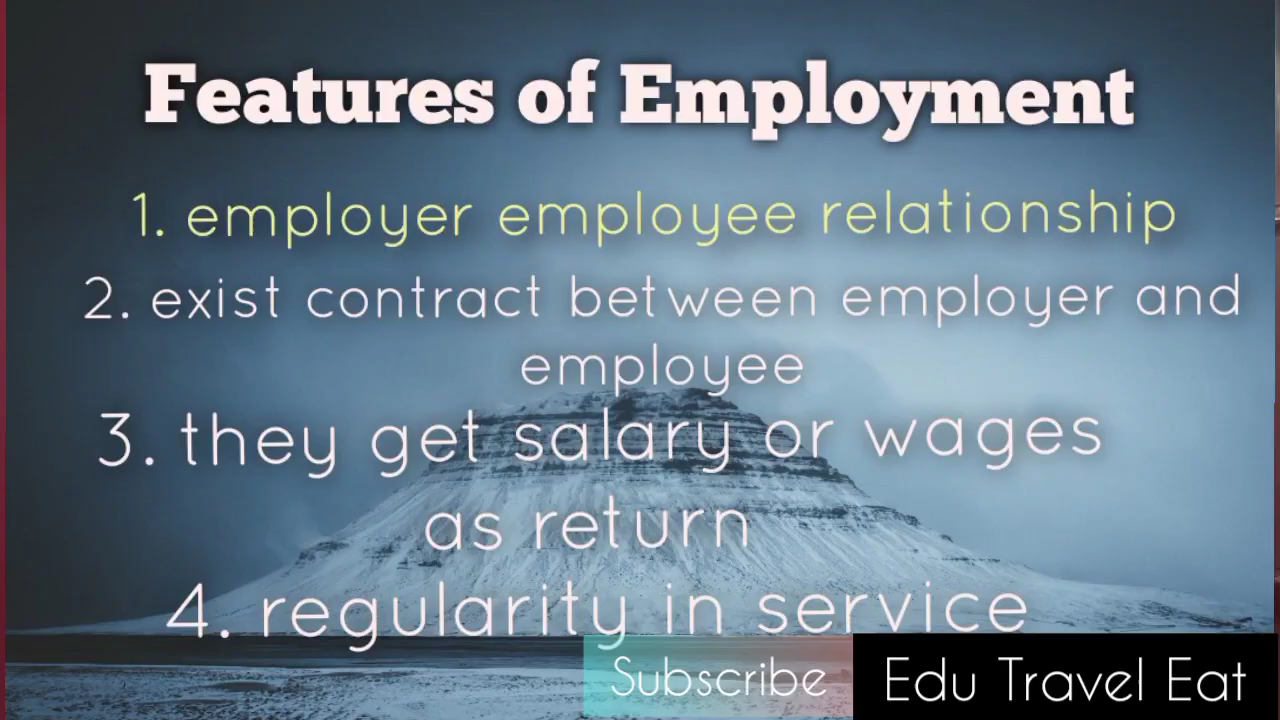 Features of Employment
1. employer employee relationship
2. exist contract between employer and
employee
3. they get salary or wages
as return
4. regularity in service
Subscribe
Edu Travel Eat